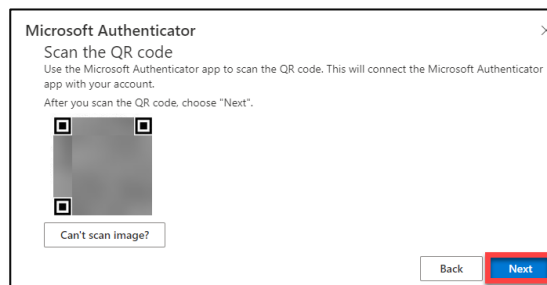 Microsoft Authenticator
Scan the QR code
Use the Microsoft Authenticator app to scan the QR code. This will connect the Microsoft Authenticator
app with your account.
After you scan the QR code, choose "Next".
Can't scan image?
Back
Next